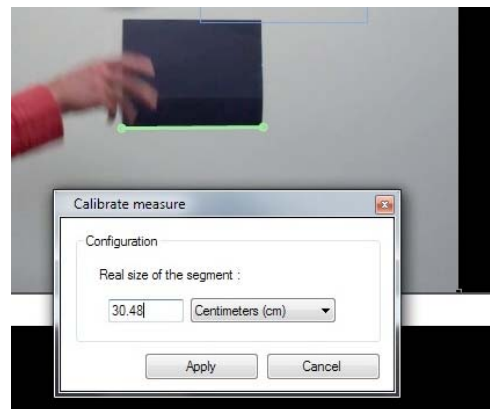 Calibrate measure
Configuration
Real size of the segment :
30.48 Centimeters (cm)
Apply Cancel